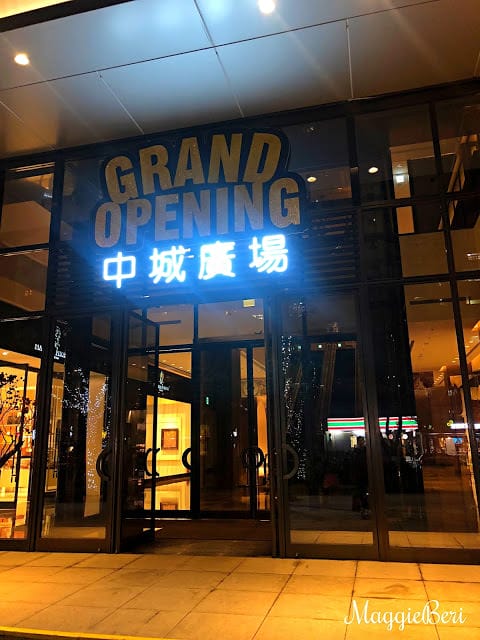 GRAND
OPENING
中城廣場
MaggieBeri